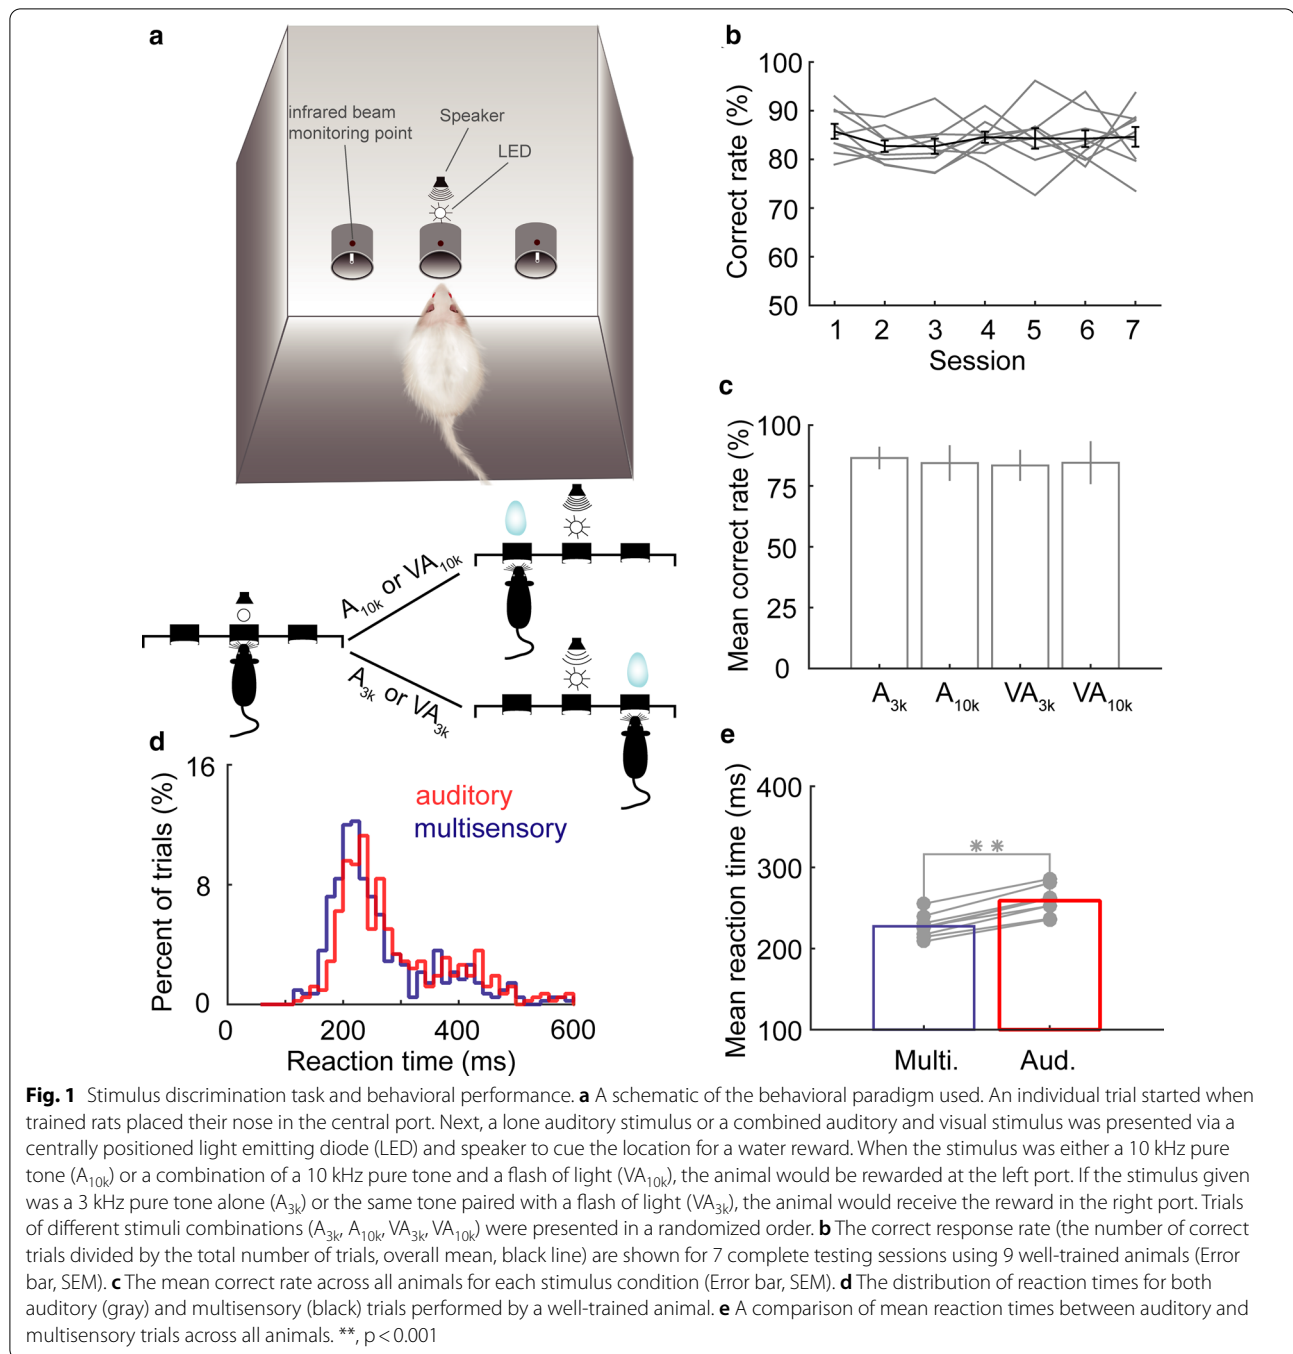 a
infrared beam
monitoring point
Speaker
LED
A10k or VA10k
A3k or VA3k
b
Correct rate (%)
100
90
80
70
60
50
1 2 3 4 5 6 7
Session
c
Mean correct rate (%)
100
75
50
25
0
A3k A10k VA3k VA10k
d
Percent of trials (%)
16
8
0
auditory
multisensory
0 200 400 600
Reaction time (ms)
e
Mean reaction time (ms)
400
300
200
100
**
Multi. Aud.
Fig. 1 Stimulus discrimination task and behavioral performance. a A schematic of the behavioral paradigm used. An individual trial started when
trained rats placed their nose in the central port. Next, a lone auditory stimulus or a combined auditory and visual stimulus was presented via a
centrally positioned light emitting diode (LED) and speaker to cue the location for a water reward. When the stimulus was either a 10 kHz pure
tone (A10k) or a combination of a 10 kHz pure tone and a flash of light (VA10k), the animal would be rewarded at the left port. If the stimulus given
was a 3 kHz pure tone alone (A3k) or the same tone paired with a flash of light (VA3k), the animal would receive the reward in the right port. Trials
of different stimuli combinations (A3k, A10k, VA3k, VA10k) were presented in a randomized order. b The correct response rate (the number of correct
trials divided by the total number of trials, overall mean, black line) are shown for 7 complete testing sessions using 9 well-trained animals (Error
bar, SEM). c The mean correct rate across all animals for each stimulus condition (Error bar, SEM). d The distribution of reaction times for both
auditory (gray) and multisensory (black) trials performed by a well-trained animal. e A comparison of mean reaction times between auditory and
multisensory trials across all animals. **, p < 0.001